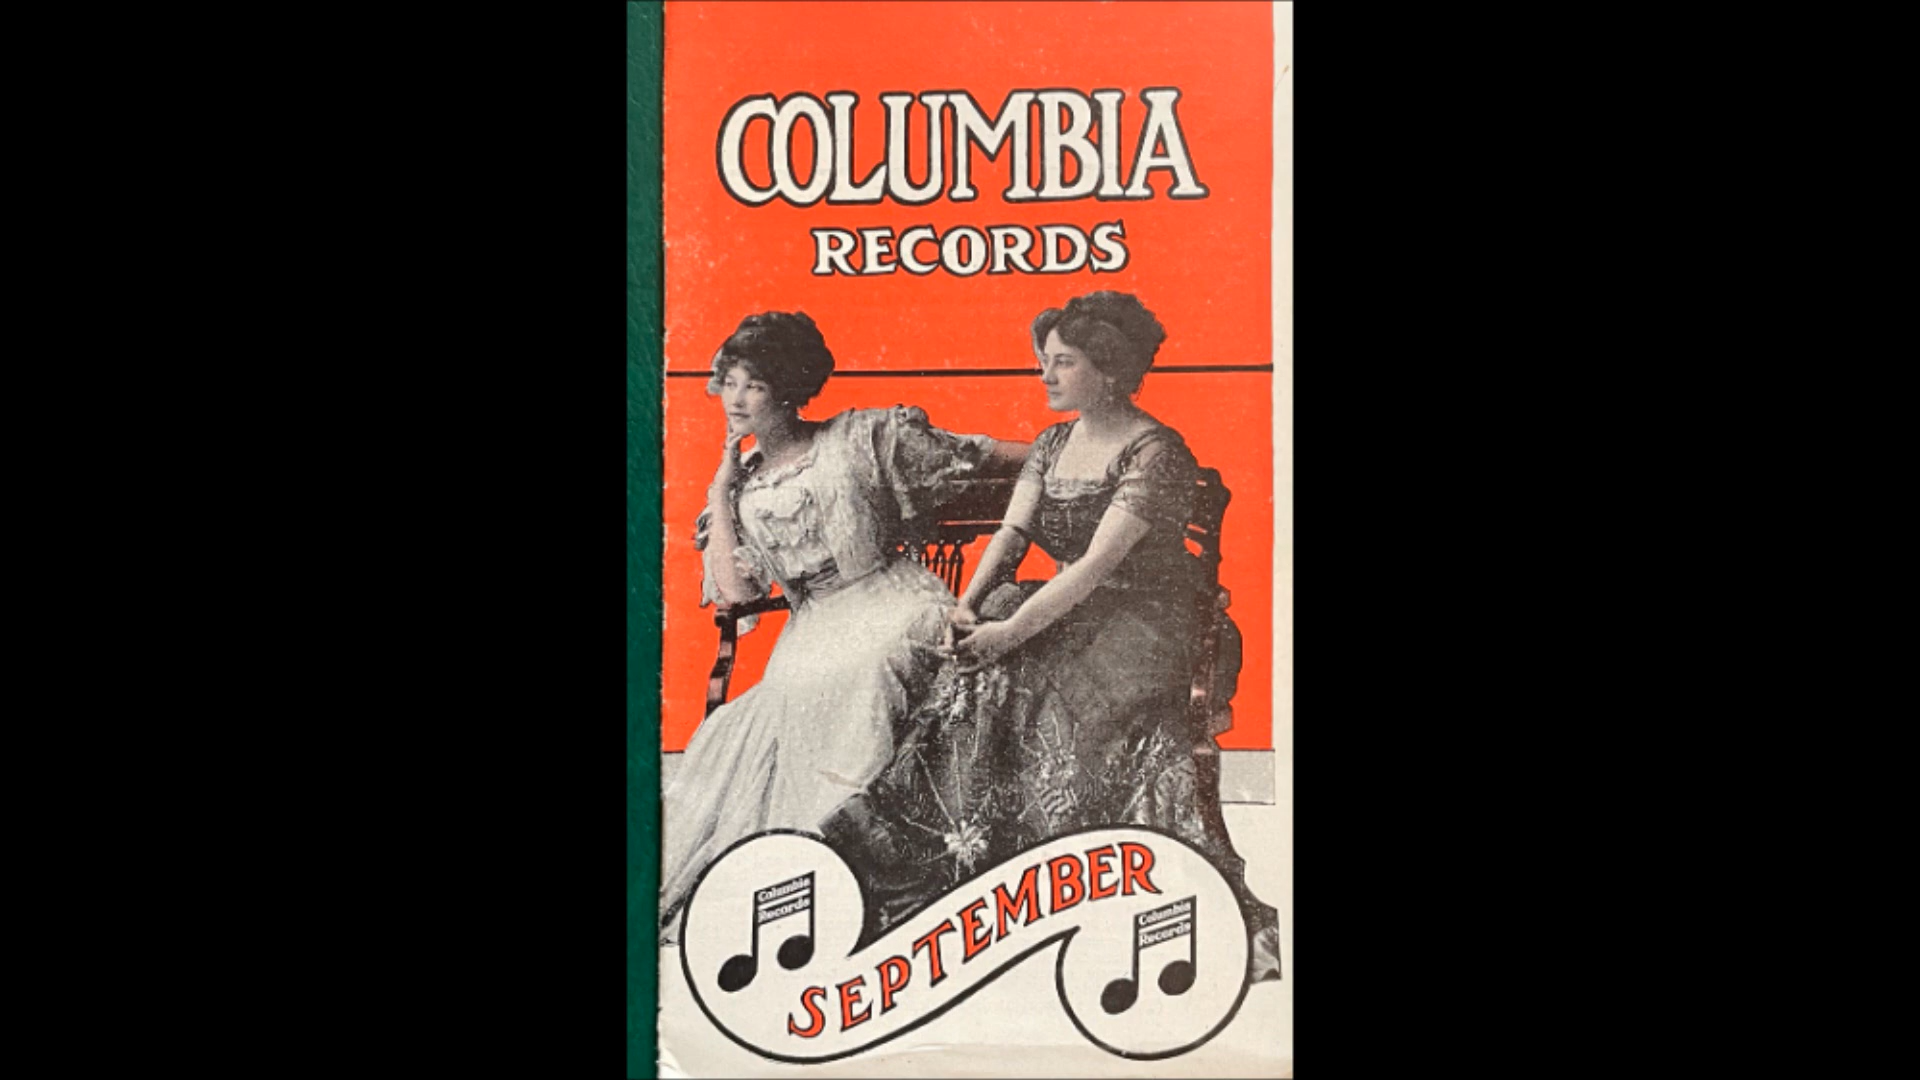 COLUMBIA
RECORDS
SEPTEMBER
Columbia
Records
Columbia
Records